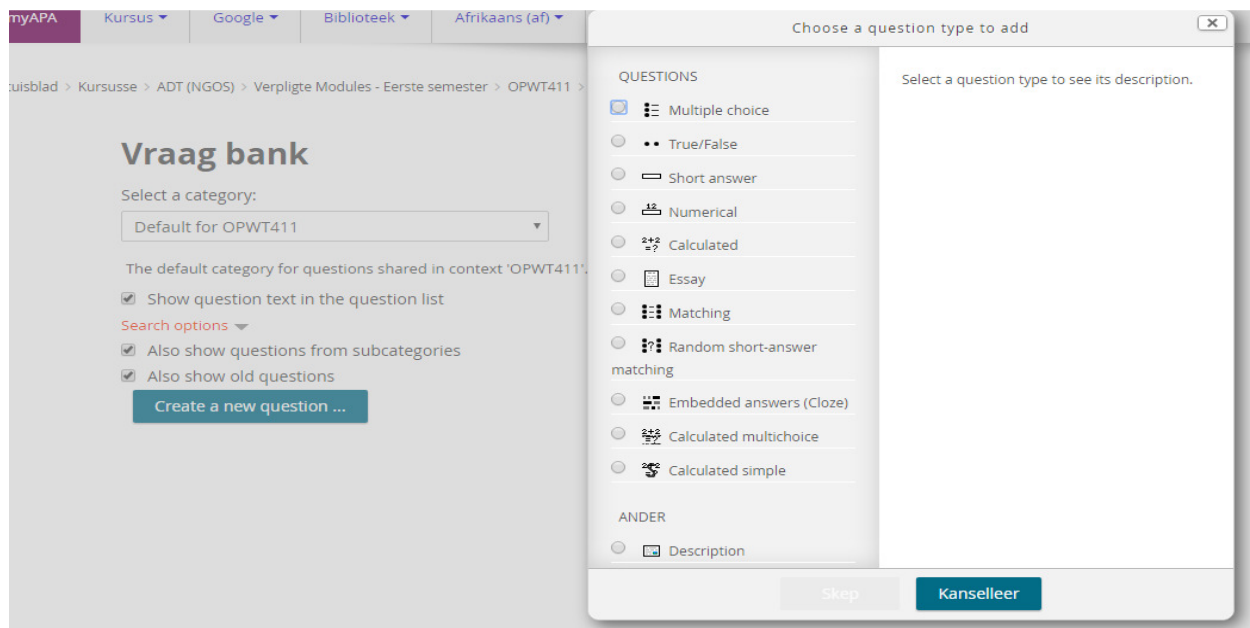 myAPA Kursus Google Biblioteek Afrikaans (af)
uisblad > Kursusse > ADT (NGOS) > Verpligte Modules - Eerste semester > OPWT411 >
Vraag bank
Select a category:
Default for OPWT411
The default category for questions shared in context 'OPWT411'.
Show question text in the question list
Search options
Also show questions from subcategories
Also show old questions
Create a new question ...
Choose a question type to add
QUESTIONS
Multiple choice
True/False
Short answer
Numerical
Calculated
Essay
Matching
Random short-answer
matching
Embedded answers (Cloze)
Calculated multichoice
Calculated simple
ANDER
Description
Select a question type to see its description.
Skep Kanselleer